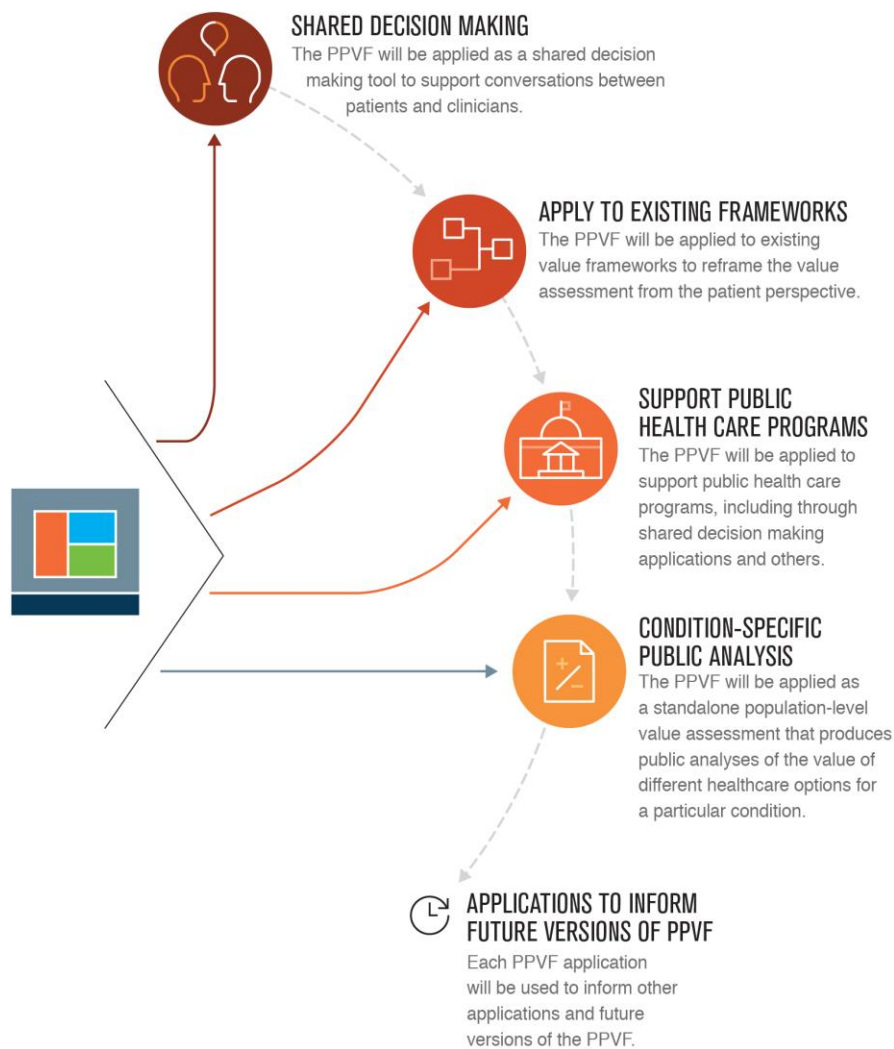 SHARED DECISION MAKING
The PPVF will be applied as a shared decision
making tool to support conversations between
patients and clinicians.
APPLY TO EXISTING FRAMEWORKS
The PPVF will be applied to existing
value frameworks to reframe the value
assessment from the patient perspective.
SUPPORT PUBLIC
HEALTH CARE PROGRAMS
The PPVF will be applied to
support public health care
programs, including through
shared decision making
applications and others.
CONDITION-SPECIFIC
PUBLIC ANALYSIS
The PPVF will be applied as
a standalone population-level
value assessment that produces
public analyses of the value of
different healthcare options for
a particular condition.
APPLICATIONS TO INFORM
FUTURE VERSIONS OF PPVF
Each PPVF application
will be used to inform other
applications and future
versions of the PPVF.